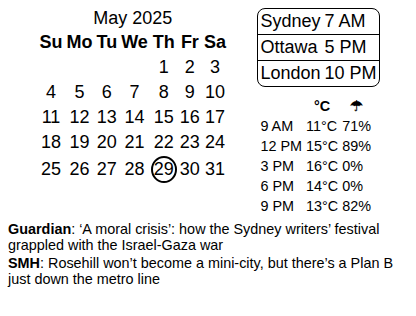 May 2025
Su Mo Tu We Th Fr Sa
1 2 3
4 5 6 7 8 9 10
11 12 13 14 15 16 17
18 19 20 21 22 23 24
25 26 27 28 29 30 31
Sydney 7 AM
Ottawa 5 PM
London 10 PM
°C ☂
9 AM 11°C 71%
12 PM 15°C 89%
3 PM 16°C 0%
6 PM 14°C 0%
9 PM 13°C 82%
Guardian: ‘A moral crisis’: how the Sydney writers’ festival
grappled with the Israel-Gaza war
SMH: Rosehill won’t become a mini-city, but there’s a Plan B
just down the metro line